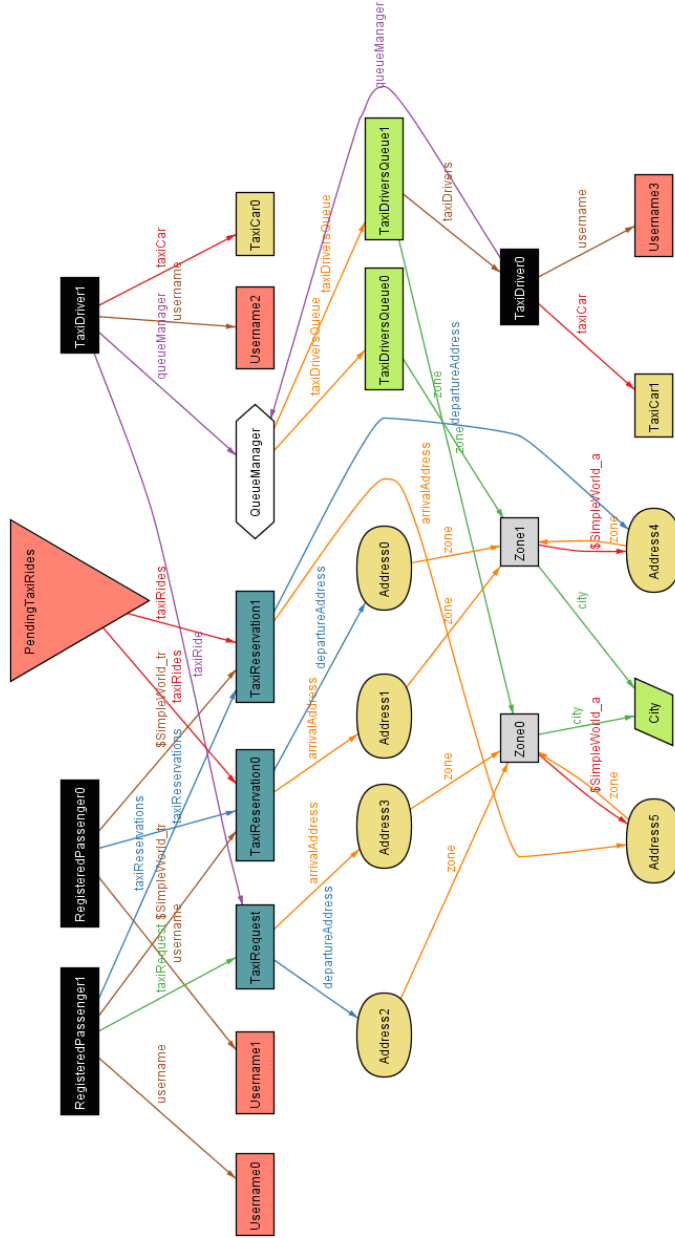 PendingTaxiRides
RegisteredPassenger1
RegisteredPassenger0
TaxiDriver1
taxiReservations
username
taxiRequest
$SimpleWorld_tr
$SimpleWorld_tr
taxiRides
queueManager
taxiCar
username
taxiReservations
taxiRides
username
taxiRide
Username0
Username1
TaxiRequest
TaxiReservation0
TaxiReservation1
QueueManager
Username2
TaxiCar0
departureAddress
arrivalAddress
arrivalAddress
departureAddress
taxiDriversQueue
taxiDriversQueue
Address2
Address3
Address1
Address0
TaxiDriversQueue0
TaxiDriversQueue1
queueManager
zone
zone
zone
zone
arrivalAddress
zone
zone
departureAddress
taxiDrivers
Zone0
Zone1
TaxiDriver0
city
$SimpleWorld_a
zone
city
$SimpleWorld_a
zone
taxiCar
username
Address5
City
Address4
TaxiCar1
Username3